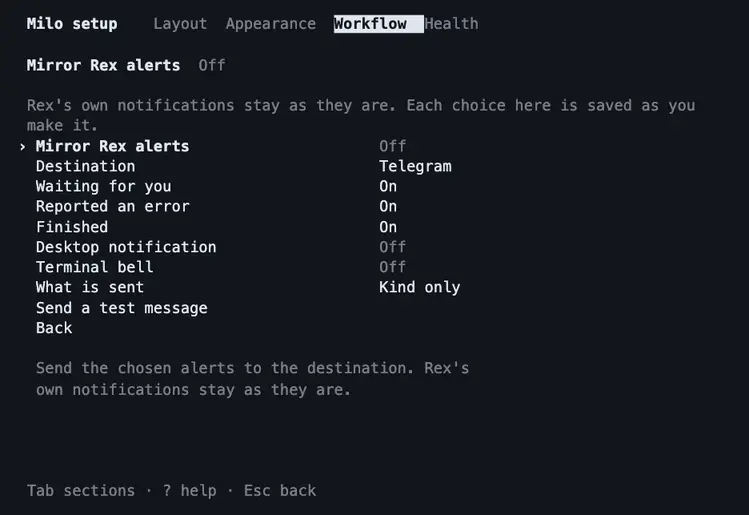 Milo setup    Layout  Appearance  Workflow  Health
Mirror Rex alerts  Off
Rex's own notifications stay as they are. Each choice here is saved as you
make it.
› Mirror Rex alerts    Off
Destination    Telegram
Waiting for you    On
Reported an error    On
Finished    On
Desktop notification    Off
Terminal bell    Off
What is sent    Kind only
Send a test message
Back
Send the chosen alerts to the destination. Rex's
own notifications stay as they are.
Tab sections · ? help · Esc back